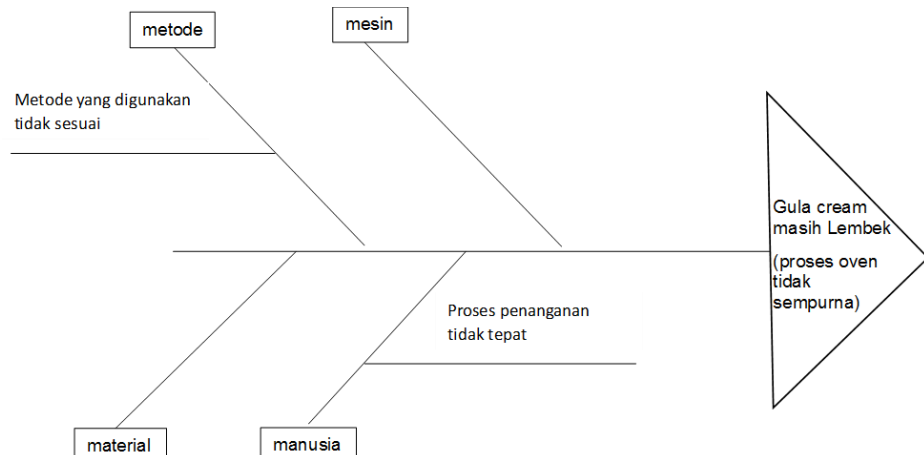 metode
mesin
Metode yang digunakan
tidak sesuai
Gula cream
masih Lembek
(proses oven
tidak
sempurna)
Proses penanganan
tidak tepat
material
manusia